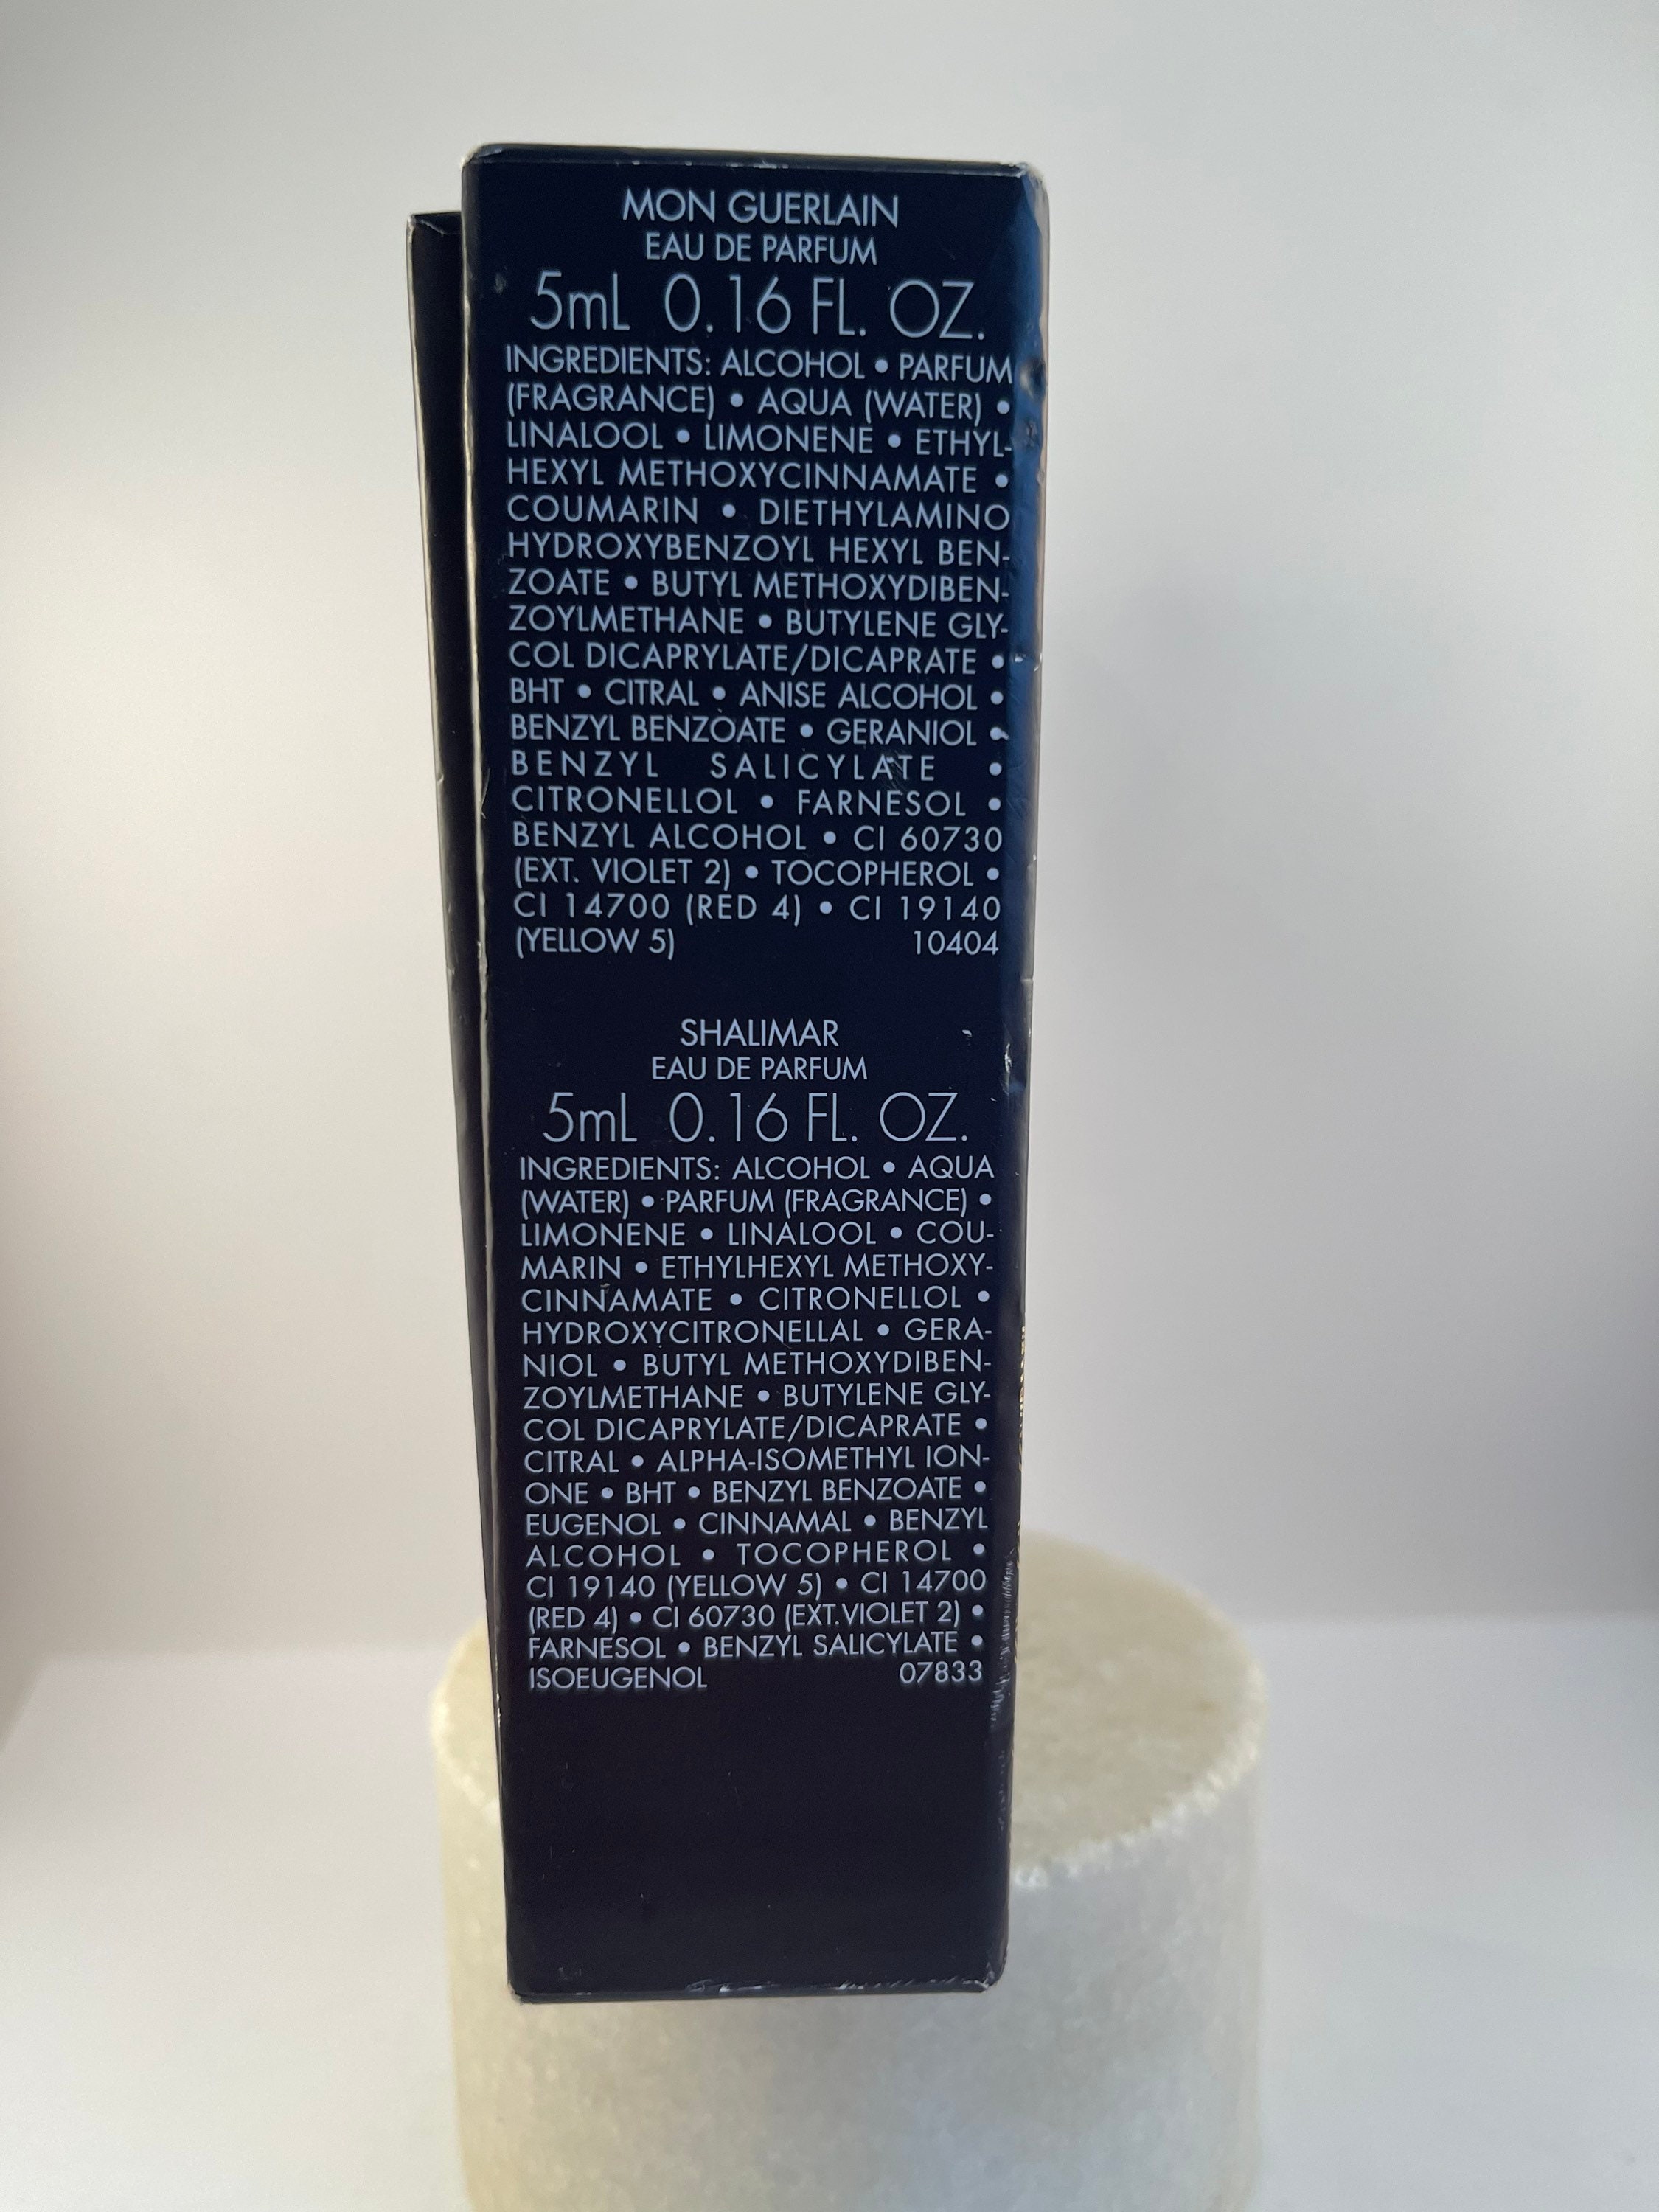 MON GUERLAIN
EAU DE PARFUM
5mL 0.16 FL. OZ.
INGREDIENTS: ALCOHOL • PARFUM
(FRAGRANCE) • AQUA (WATER) •
LINALOOL • LIMONENE • ETHYL-
HEXYL METHOXYCINNAMATE •
COUMARIN • DIETHYLAMINO
HYDROXYBENZOYL HEXYL BEN-
ZOATE • BUTYL METHOXYDIBEN-
ZOYLMETHANE • BUTYLENE GLY-
COL DICAPRYLATE/DICAPRATE •
BHT • CITRAL • ANISE ALCOHOL •
BENZYL BENZOATE • GERANIOL •
BENZYL SALICYLATE •
CITRONELLOL • FARNESOL •
BENZYL ALCOHOL • CI 60730
(EXT. VIOLET 2) • TOCOPHEROL •
CI 14700 (RED 4) • CI 19140
(YELLOW 5) 10404
SHALIMAR
EAU DE PARFUM
5mL 0.16 FL. OZ.
INGREDIENTS: ALCOHOL • AQUA
(WATER) • PARFUM (FRAGRANCE) •
LIMONENE • LINALOOL • COU-
MARIN • ETHYLHEXYL METHOXY-
CINNAMATE • CITRONELLOL •
HYDROXYCITRONELLAL • GERA-
NIOL • BUTYL METHOXYDIBEN-
ZOYLMETHANE • BUTYLENE GLY-
COL DICAPRYLATE/DICAPRATE •
CITRAL • ALPHA-ISOMETHYL ION-
ONE • BHT • BENZYL BENZOATE •
EUGENOL • CINNAMAL • BENZYL
ALCOHOL • TOCOPHEROL •
CI 19140 (YELLOW 5) • CI 14700
(RED 4) • CI 60730 (EXT.VIOLET 2) •
FARNESOL • BENZYL SALICYLATE •
ISOEUGENOL 07833